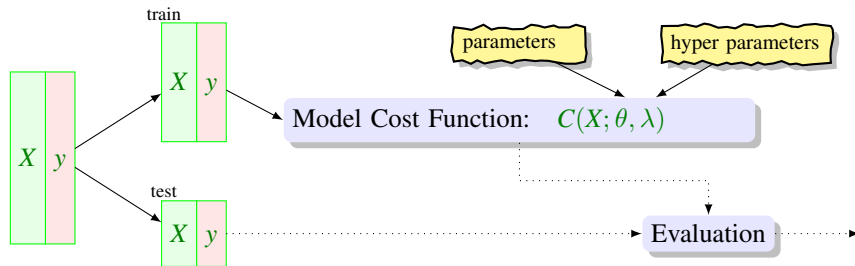 train
parameters
hyper parameters
X y
Model Cost Function: C(X; θ, λ)
X y
test
X y
Evaluation